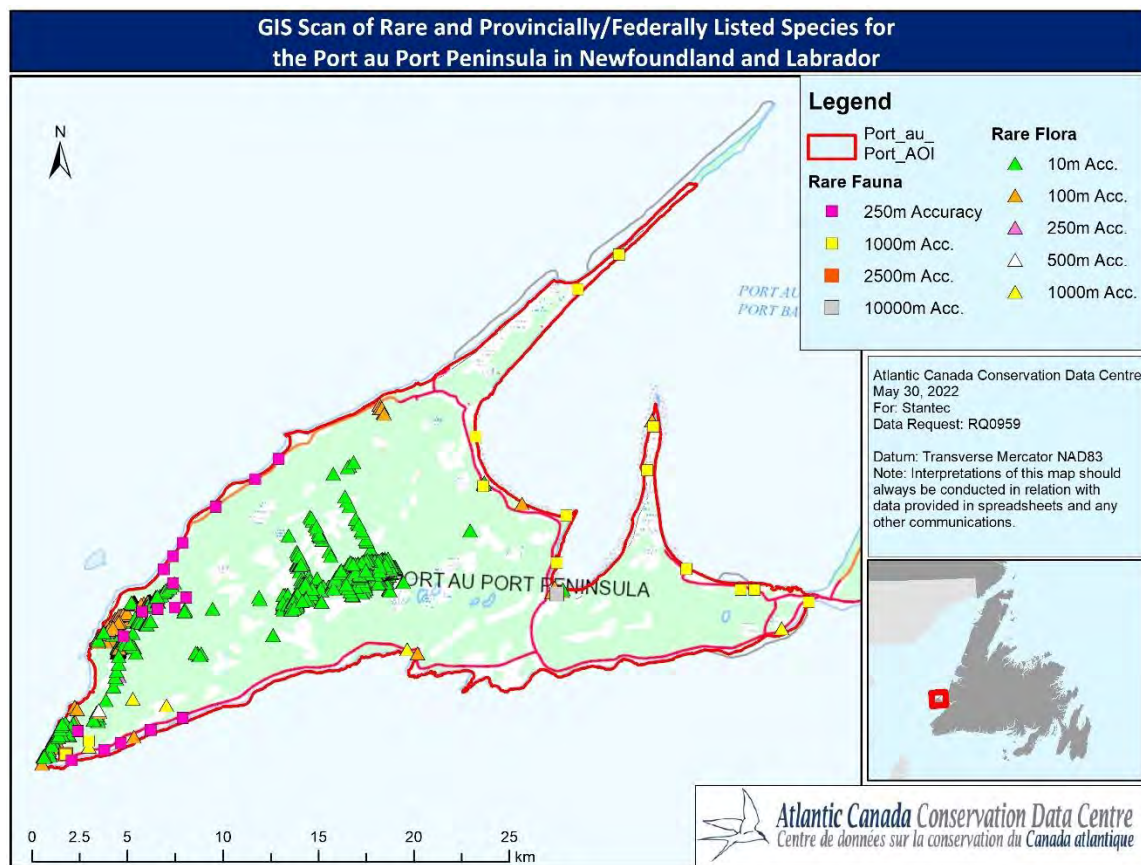 GIS Scan of Rare and Provincially/Federally Listed Species for
the Port au Port Peninsula in Newfoundland and Labrador
N
Legend
Port_au_
Port_AOI
Rare Fauna
250m Accuracy
1000m Acc.
2500m Acc.
10000m Acc.
Rare Flora
10m Acc.
100m Acc.
250m Acc.
500m Acc.
1000m Acc.
PORT AU
PORT BA
PORT AU PORT PENINSULA
Atlantic Canada Conservation Data Centre
May 30, 2022
For: Stantec
Data Request: RQ0959
Datum: Transverse Mercator NAD83
Note: Interpretations of this map should
always be conducted in relation with
data provided in spreadsheets and any
other communications.
0 2.5 5 10 15 20 25
km
Atlantic Canada Conservation Data Centre
Centre de données sur la conservation du Canada atlantique